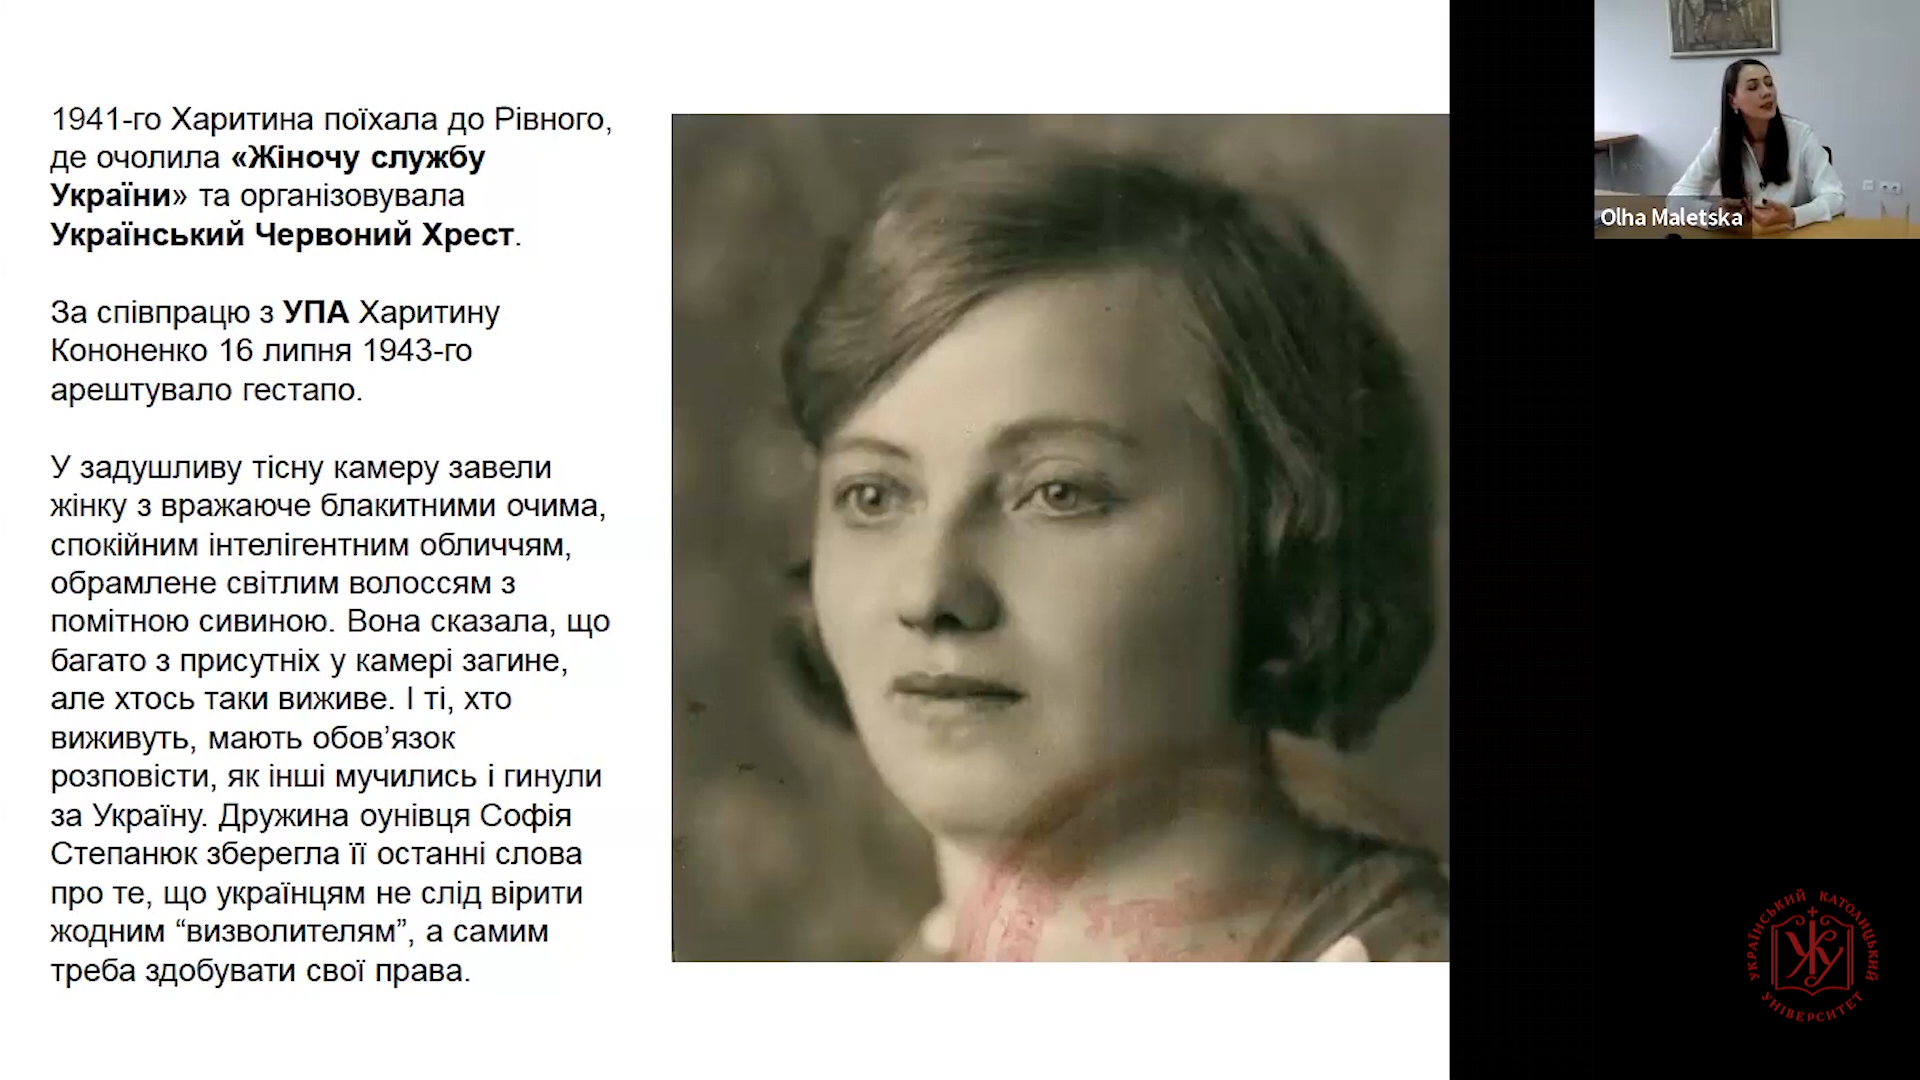 1941-го Харитина поїхала до Рівного,
де очолила «Жіночу службу
України» та організовувала
Український Червоний Хрест.
За співпрацю з УПА Харитину
Кононенко 16 липня 1943-го
арештувало гестапо.
У задушливу тісну камеру завели
жінку з вражаюче блакитними очима,
спокійним інтелігентним обличчям,
обрамлене світлим волоссям з
помітною сивиною. Вона сказала, що
багато з присутніх у камері загине,
але хтось таки виживе. І ті, хто
виживуть, мають обов’язок
розповісти, як інші мучились і гинули
за Україну. Дружина оунівця Софія
Степанюк зберегла її останні слова
про те, що українцям не слід вірити
жодним “визволителям”, а самим
треба здобувати свої права.
Olha Maletska
УКРАЇНСЬКИЙ КАТОЛИЦЬКИЙ
УНІВЕРСИТЕТ